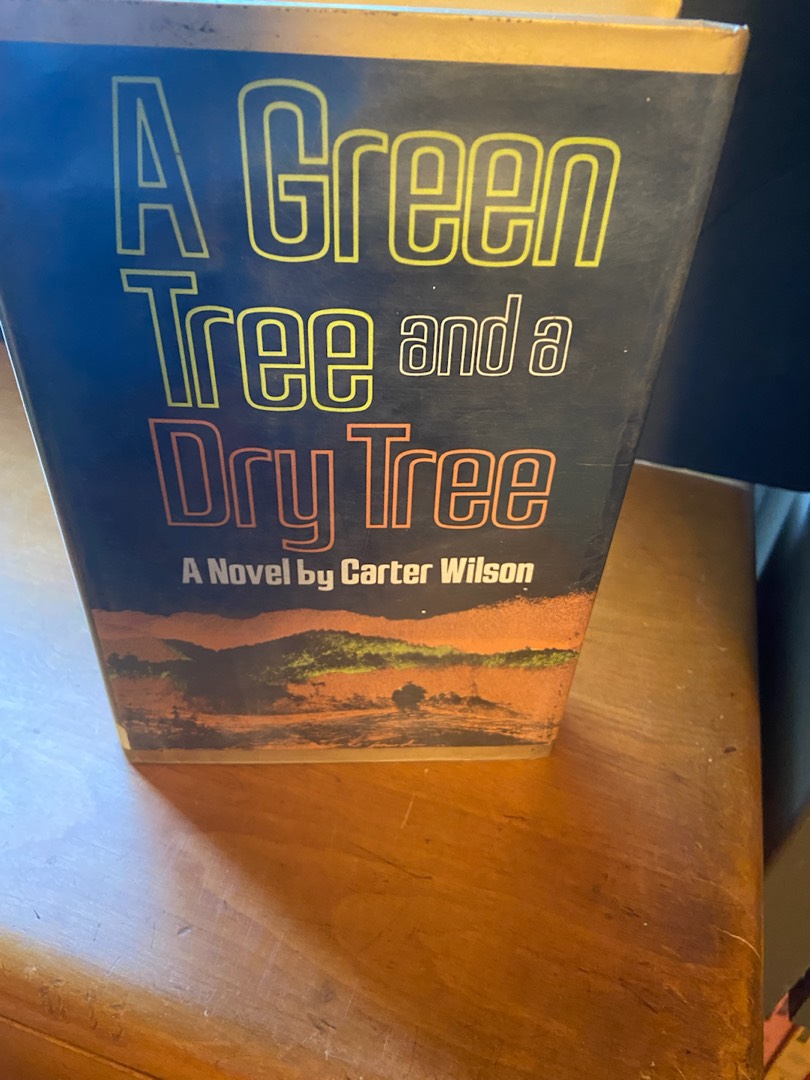 A Green
Tree and a
Dry Tree
A Novel by Carter Wilson